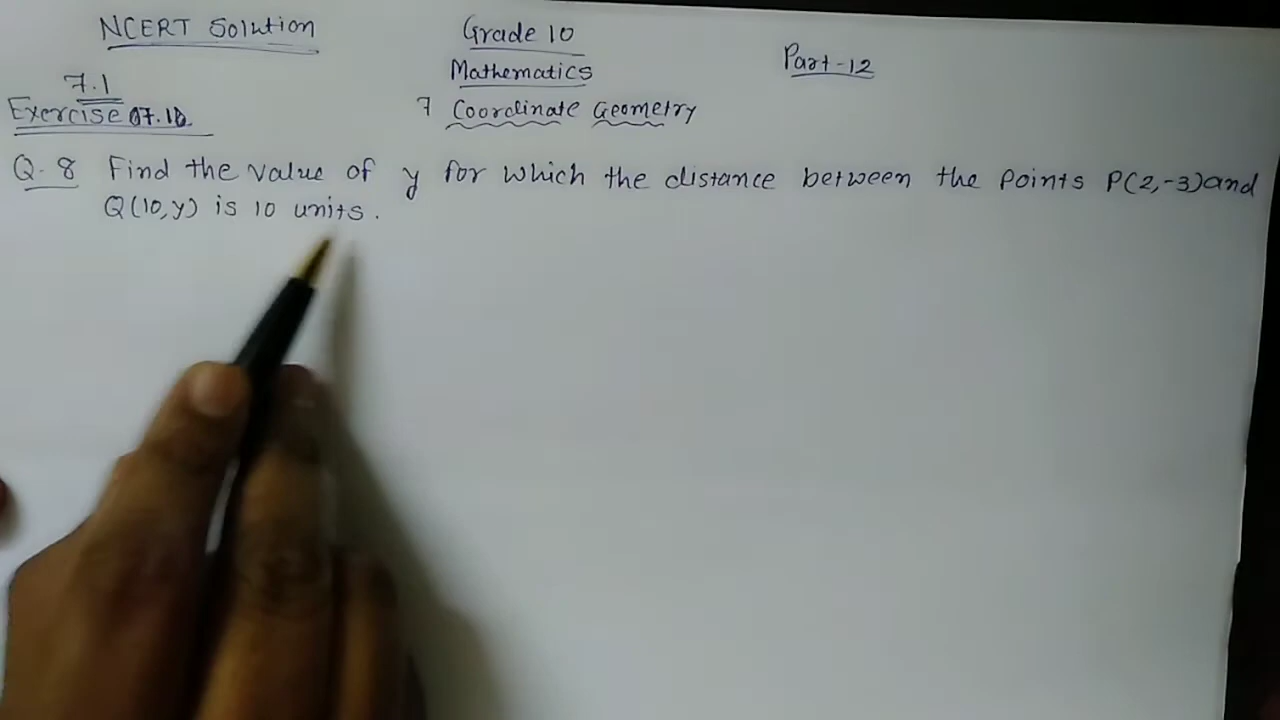 NCERT Solution
Grade 10
Mathematics
Part-12
7.1
Exercise
7 Coordinate Geometry
Q.8 Find the value of y for which the distance between the points P(2,-3) and
Q(10,y) is 10 units.